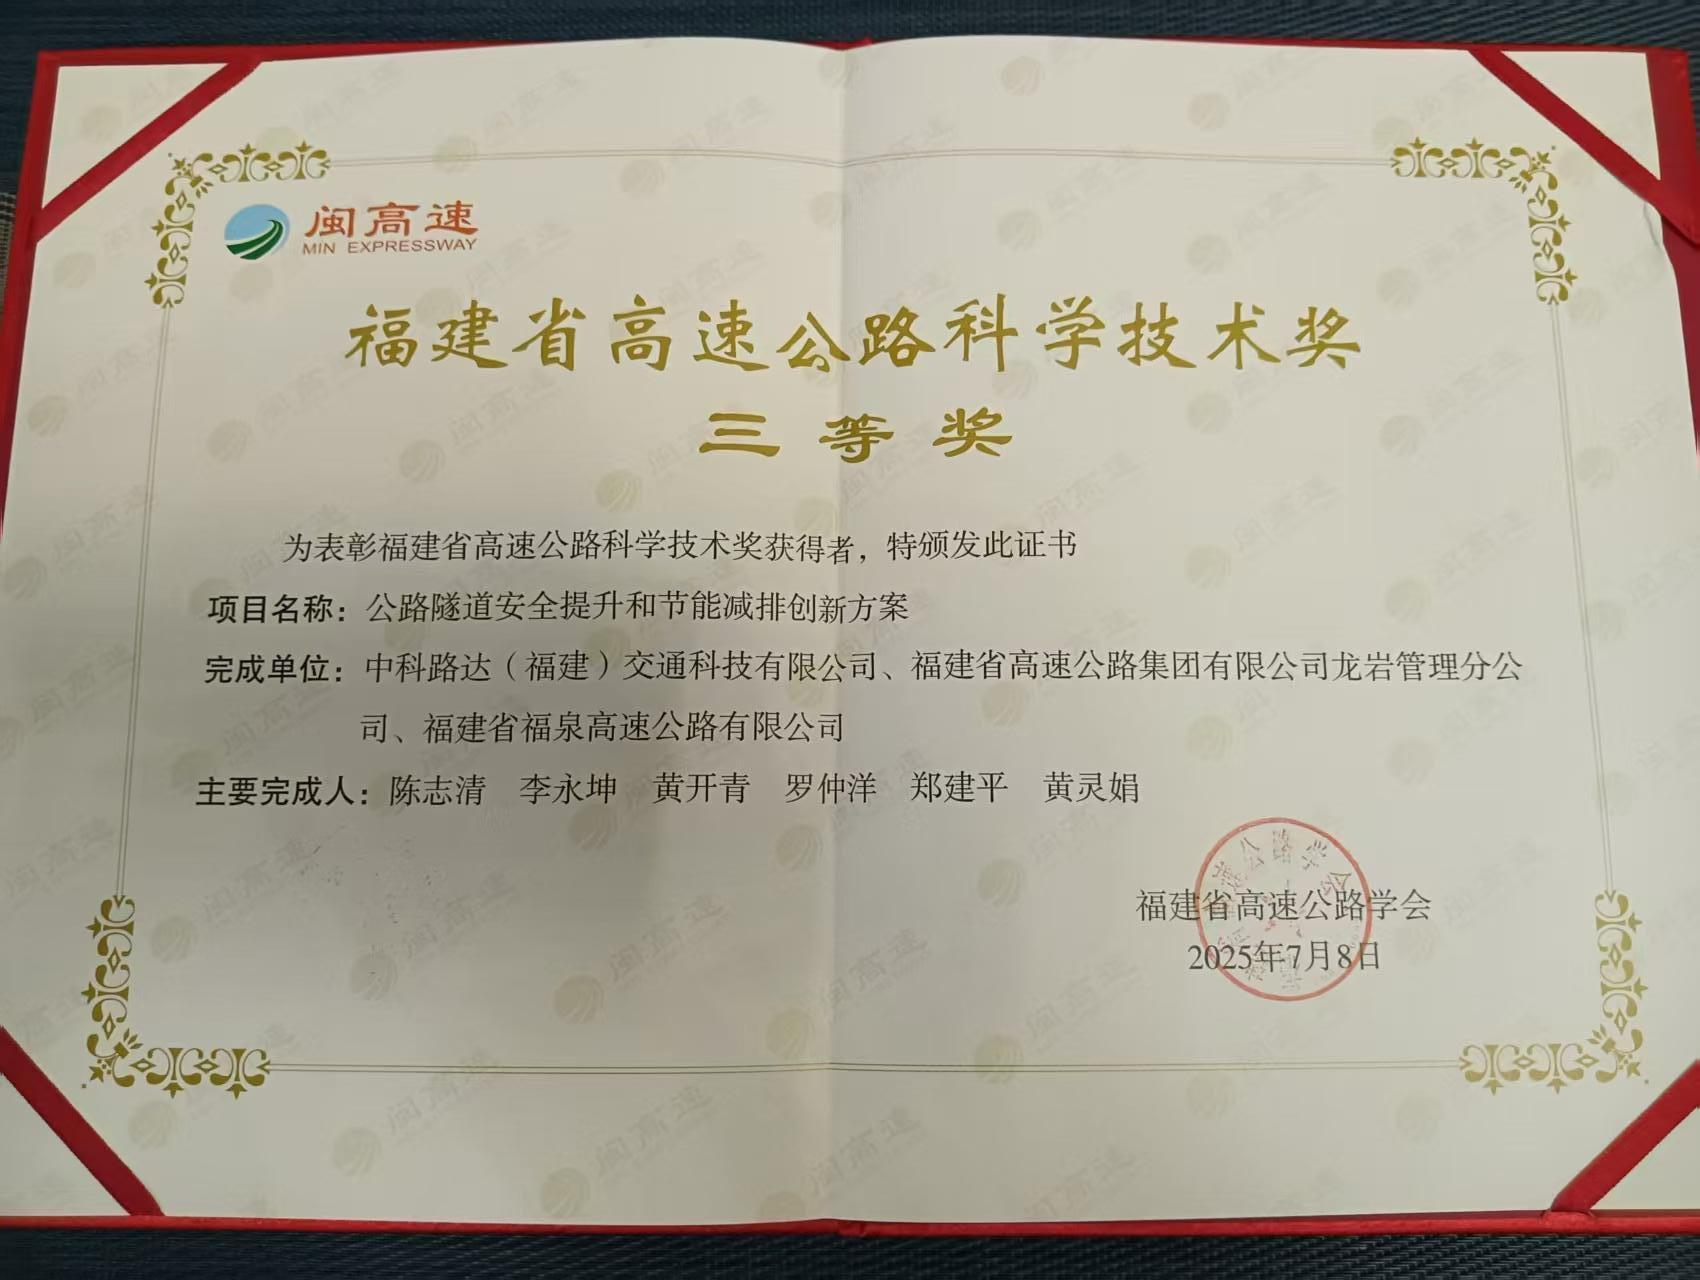 闽高速
MIN EXPRESSWAY
福建省高速公路科学技术奖
三等奖
为表彰福建省高速公路科学技术奖获得者，特颁发此证书
项目名称：公路隧道安全提升和节能减排创新方案
完成单位：中科路达（福建）交通科技有限公司、福建省高速公路集团有限公司龙岩管理分公
司、福建省福泉高速公路有限公司
主要完成人：陈志清 李永坤 黄开青 罗仲洋 郑建平 黄灵娟
福建省高速公路学会
2025年7月8日